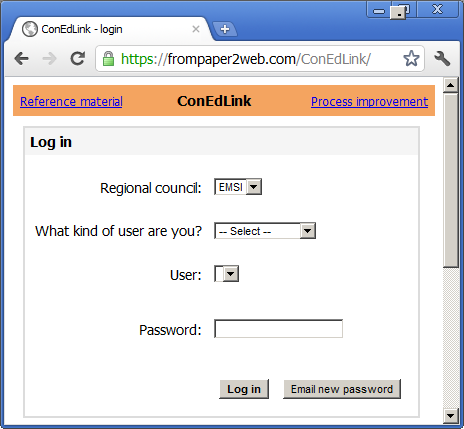 ConEdLink - login
https://frompaper2web.com/ConEdLink/
Reference material ConEdLink Process improvement
Log in
Regional council: EMSI
What kind of user are you? -- Select --
User:
Password:
Log in Email new password